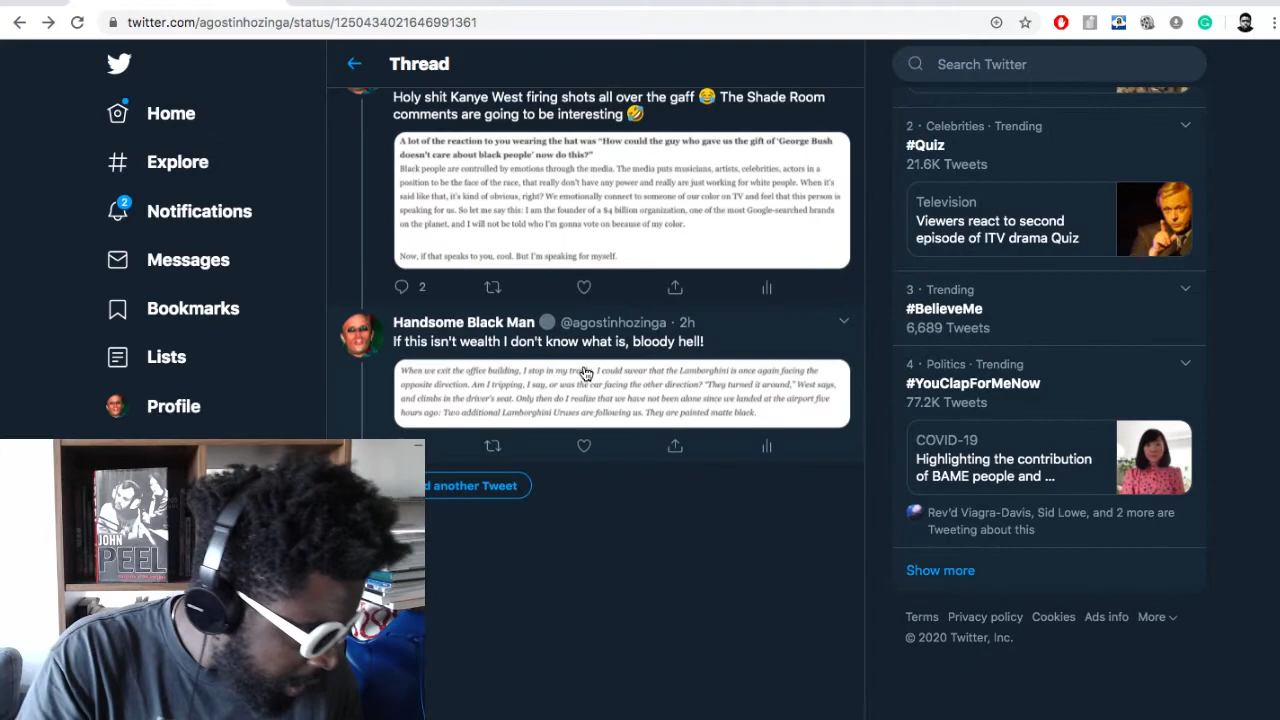 twitter.com/agostinhozinga/status/1250434021646991361
Home
Explore
2
Notifications
Messages
Bookmarks
Lists
Profile
Thread
Holy shit Kanye West firing shots all over the gaff 😂 The Shade Room
comments are going to be interesting 🤣
A lot of the reaction to you wearing the hat was "How could the guy who gave us the gift of 'George Bush
doesn't care about black people' now do this?"
Black people are controlled by emotions through the media. The media puts musicians, artists, celebrities, actors in a
position to be the face of the race, that really don't have any power and really are just working for white people. When it's
said like that, it's kind of obvious, right? We emotionally connect to someone of our color on TV and feel that this person is
speaking for us. So let me say this: I am the founder of a $4 billion organization, one of the most Google-searched brands
on the planet, and I will not be told who I'm gonna vote on because of my color.
Now, if that speaks to you, cool. But I'm speaking for myself.
2
Handsome Black Man @agostinhozinga · 2h
If this isn't wealth I don't know what is, bloody hell!
When we exit the office building, I stop in my I could swear that the Lamborghini is once again facing the
opposite direction. Am I tripping, I say, or was the car facing the other direction? "They turned it around," West says,
and climbs in the driver's seat. Only then do I realize that we have not been alone since we landed at the airport five
hours ago: Two additional Lamborghini Uruses are following us. They are painted matte black.
another Tweet
Search Twitter
2 · Celebrities · Trending
#Quiz
21.6K Tweets
Television
Viewers react to second
episode of ITV drama Quiz
3 · Trending
#BelieveMe
6,689 Tweets
4 · Politics · Trending
#YouClapForMeNow
77.2K Tweets
COVID-19
Highlighting the contribution
of BAME people and ...
Rev'd Viagra-Davis, Sid Lowe, and 2 more are
Tweeting about this
Show more
Terms Privacy policy Cookies Ads info More
© 2020 Twitter, Inc.
JOHN
PEEL